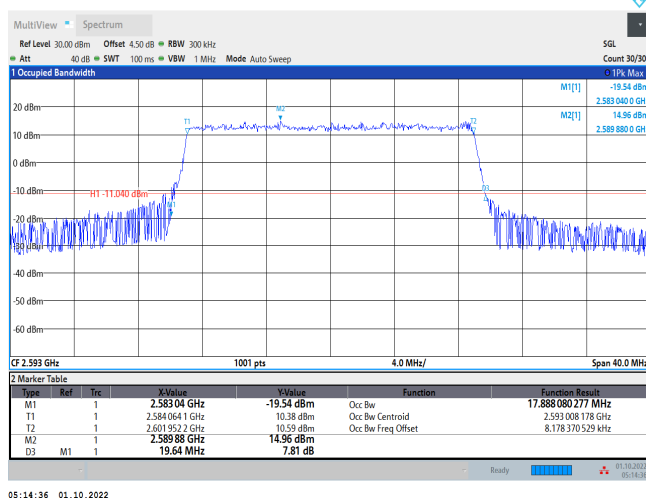 MultiView Spectrum
Ref Level 30.00 dBm Offset 4.50 dB RBW 300 kHz SGL
Att 40 dB SWT 100 ms VBW 1 MHz Mode Auto Sweep Count 30/30
1 Occupied Bandwidth 1Pk Max
M1[1] -19.54 dBm
2.583 040 0 GH
M2[1] 14.96 dBm
2.589 880 0 GH
20 dBm
M2
T1 T2
10 dBm
0 dBm
-10 dBm
H1 -11.040 dBm
D3
M1
-20 dBm
-30 dBm
-40 dBm
-50 dBm
-60 dBm
CF 2.593 GHz 1001 pts 4.0 MHz/ Span 40.0 MHz
2 Marker Table
Type Ref Trc X-Value Y-Value Function Function Result
M1 1 2.583 04 GHz -19.54 dBm Occ Bw 17.888 080 277 MHz
T1 1 2.584 064 1 GHz 10.38 dBm Occ Bw Centroid 2.593 008 178 GHz
T2 1 2.601 952 2 GHz 10.59 dBm Occ Bw Freq Offset 8.178 370 529 kHz
M2 1 2.589 88 GHz 14.96 dBm
D3 M1 1 19.64 MHz 7.81 dB
Ready 01.10.2022
05:14:36
05:14:36 01.10.2022